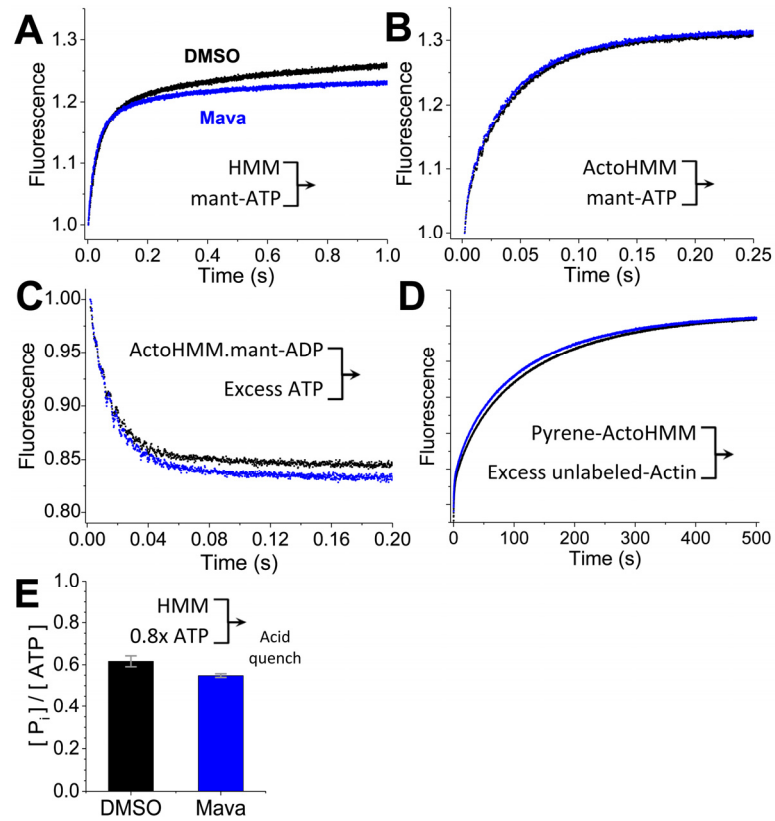 A
Fluorescence
1.3
1.2
1.1
1.0
DMSO
Mava
HMM
mant-ATP
0.0 0.2 0.4 0.6 0.8 1.0
Time (s)
B
Fluorescence
1.3
1.2
1.1
1.0
ActoHMM
mant-ATP
0.00 0.05 0.10 0.15 0.20 0.25
Time (s)
C
Fluorescence
1.00
0.95
0.90
0.85
0.80
ActoHMM.mant-ADP
Excess ATP
0.00 0.04 0.08 0.12 0.16 0.20
Time (s)
D
Fluorescence
Pyrene-ActoHMM
Excess unlabeled-Actin
0 100 200 300 400 500
Time (s)
E
[ Pi ] / [ ATP ]
1.0
0.8
0.6
0.4
0.2
0.0
HMM
0.8x ATP
Acid
quench
DMSO Mava